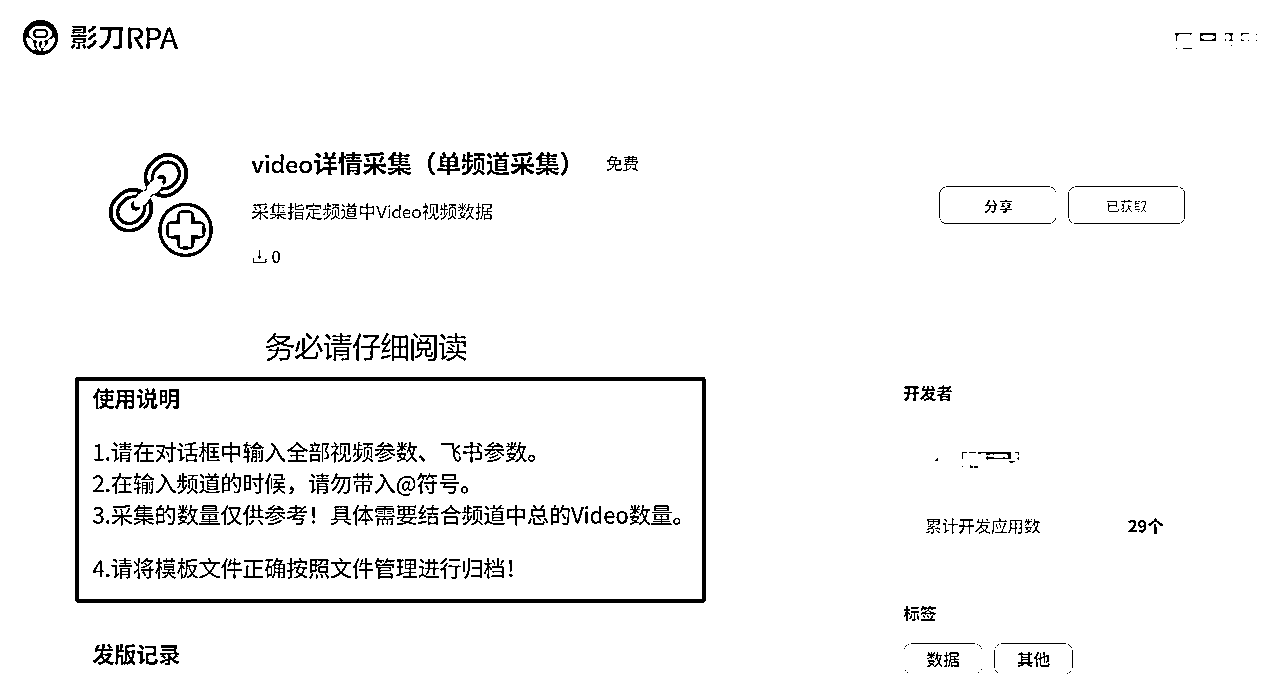 影刀RPA
video详情采集（单频道采集）
免费
采集指定频道中Video视频数据
0
分享
已获取
务必请仔细阅读
使用说明
1.请在对话框中输入全部视频参数、飞书参数。
2.在输入频道的时候，请勿带入@符号。
3.采集的数量仅供参考！具体需要结合频道中总的Video数量。
4.请将模板文件正确按照文件管理进行归档！
发版记录
开发者
累计开发应用数
29个
标签
数据
其他